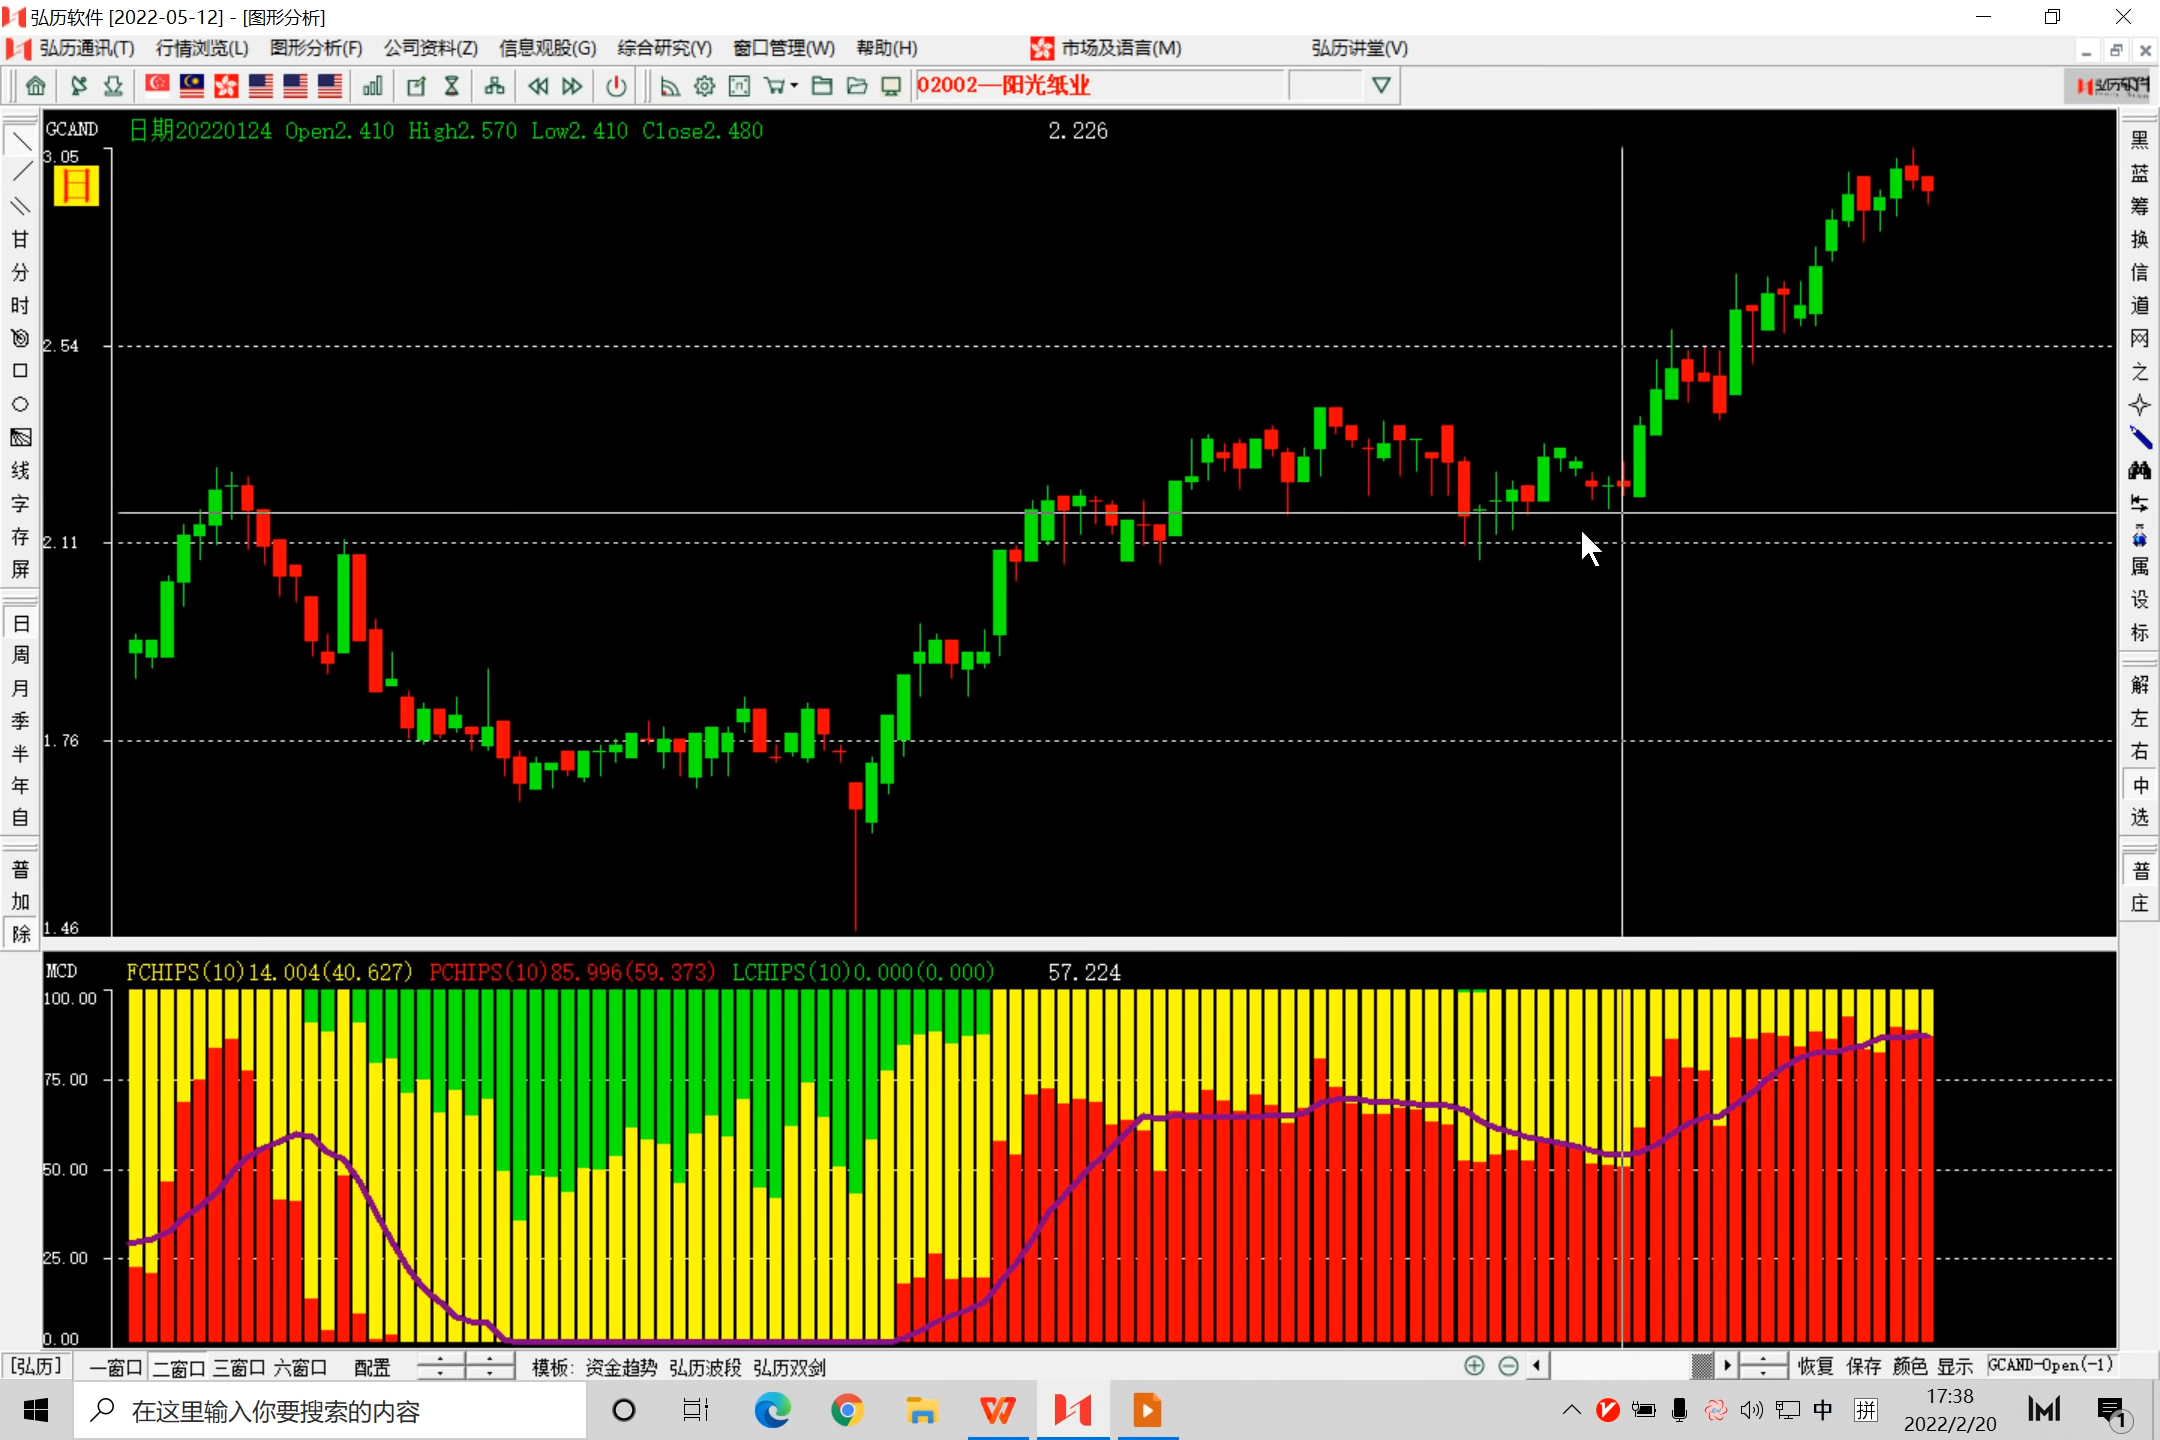 弘历软件 [2022-05-12] - [图形分析]
弘历通讯(T) 行情浏览(L) 图形分析(F) 公司资料(Z) 信息观股(G) 综合研究(Y) 窗口管理(W) 帮助(H) 市场及语言(M) 弘历讲堂(V)
02002—阳光纸业
弘历软件
GCAND 日期20220124 Open2.410 High2.570 Low2.410 Close2.480 2.226
3.05
日
2.54
2.11
1.76
1.46
甘
分
时
线
字
存
屏
日
周
月
季
半
年
自
普
加
除
黑
蓝
筹
换
信
道
网
之
属
设
标
解
左
右
中
选
普
庄
MCD FCHIPS(10)14.004(40.627) PCHIPS(10)85.996(59.373) LCHIPS(10)0.000(0.000) 57.224
100.00
75.00
50.00
25.00
0.00
[弘历] 一窗口 二窗口 三窗口 六窗口 配置 模板: 资金趋势 弘历波段 弘历双剑 恢复 保存 颜色 显示 GCAND-Open(-1)
在这里输入你要搜索的内容
中 拼
17:38
2022/2/20
1